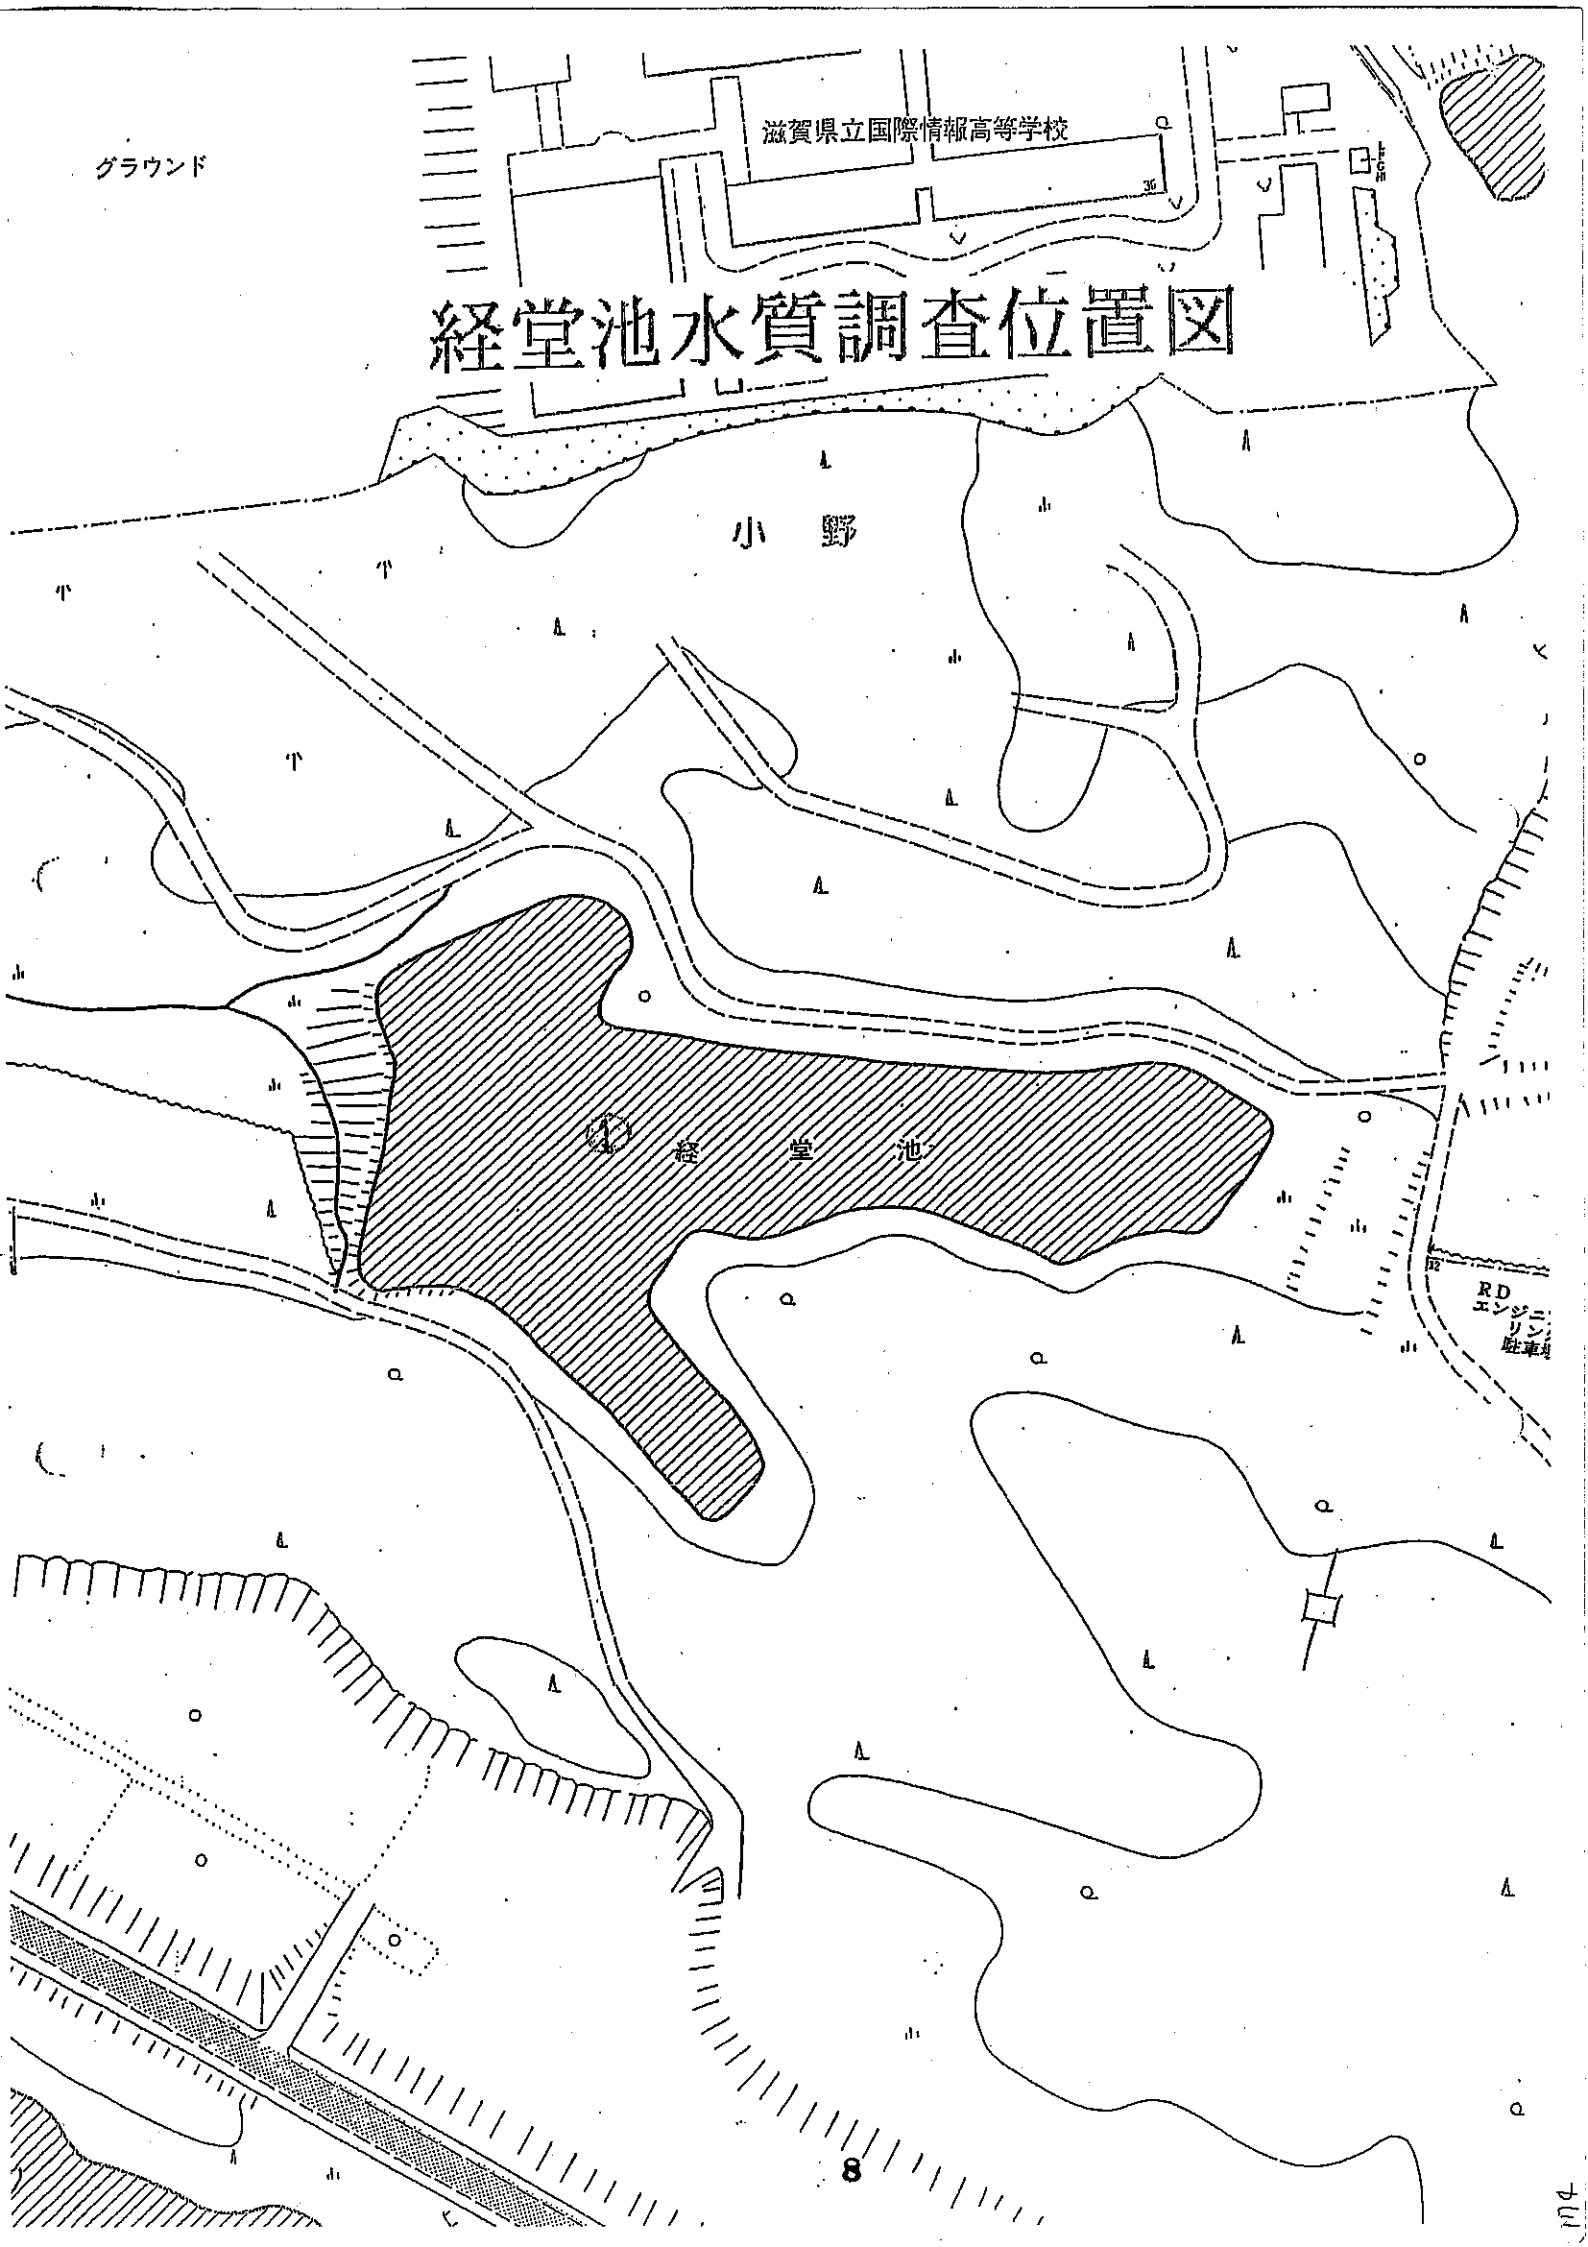 滋賀県立国際情報高等学校
グラウンド
経堂池水質調査位置図
小野
①
経堂池
RD
エンジニ
リン
駐車場
8